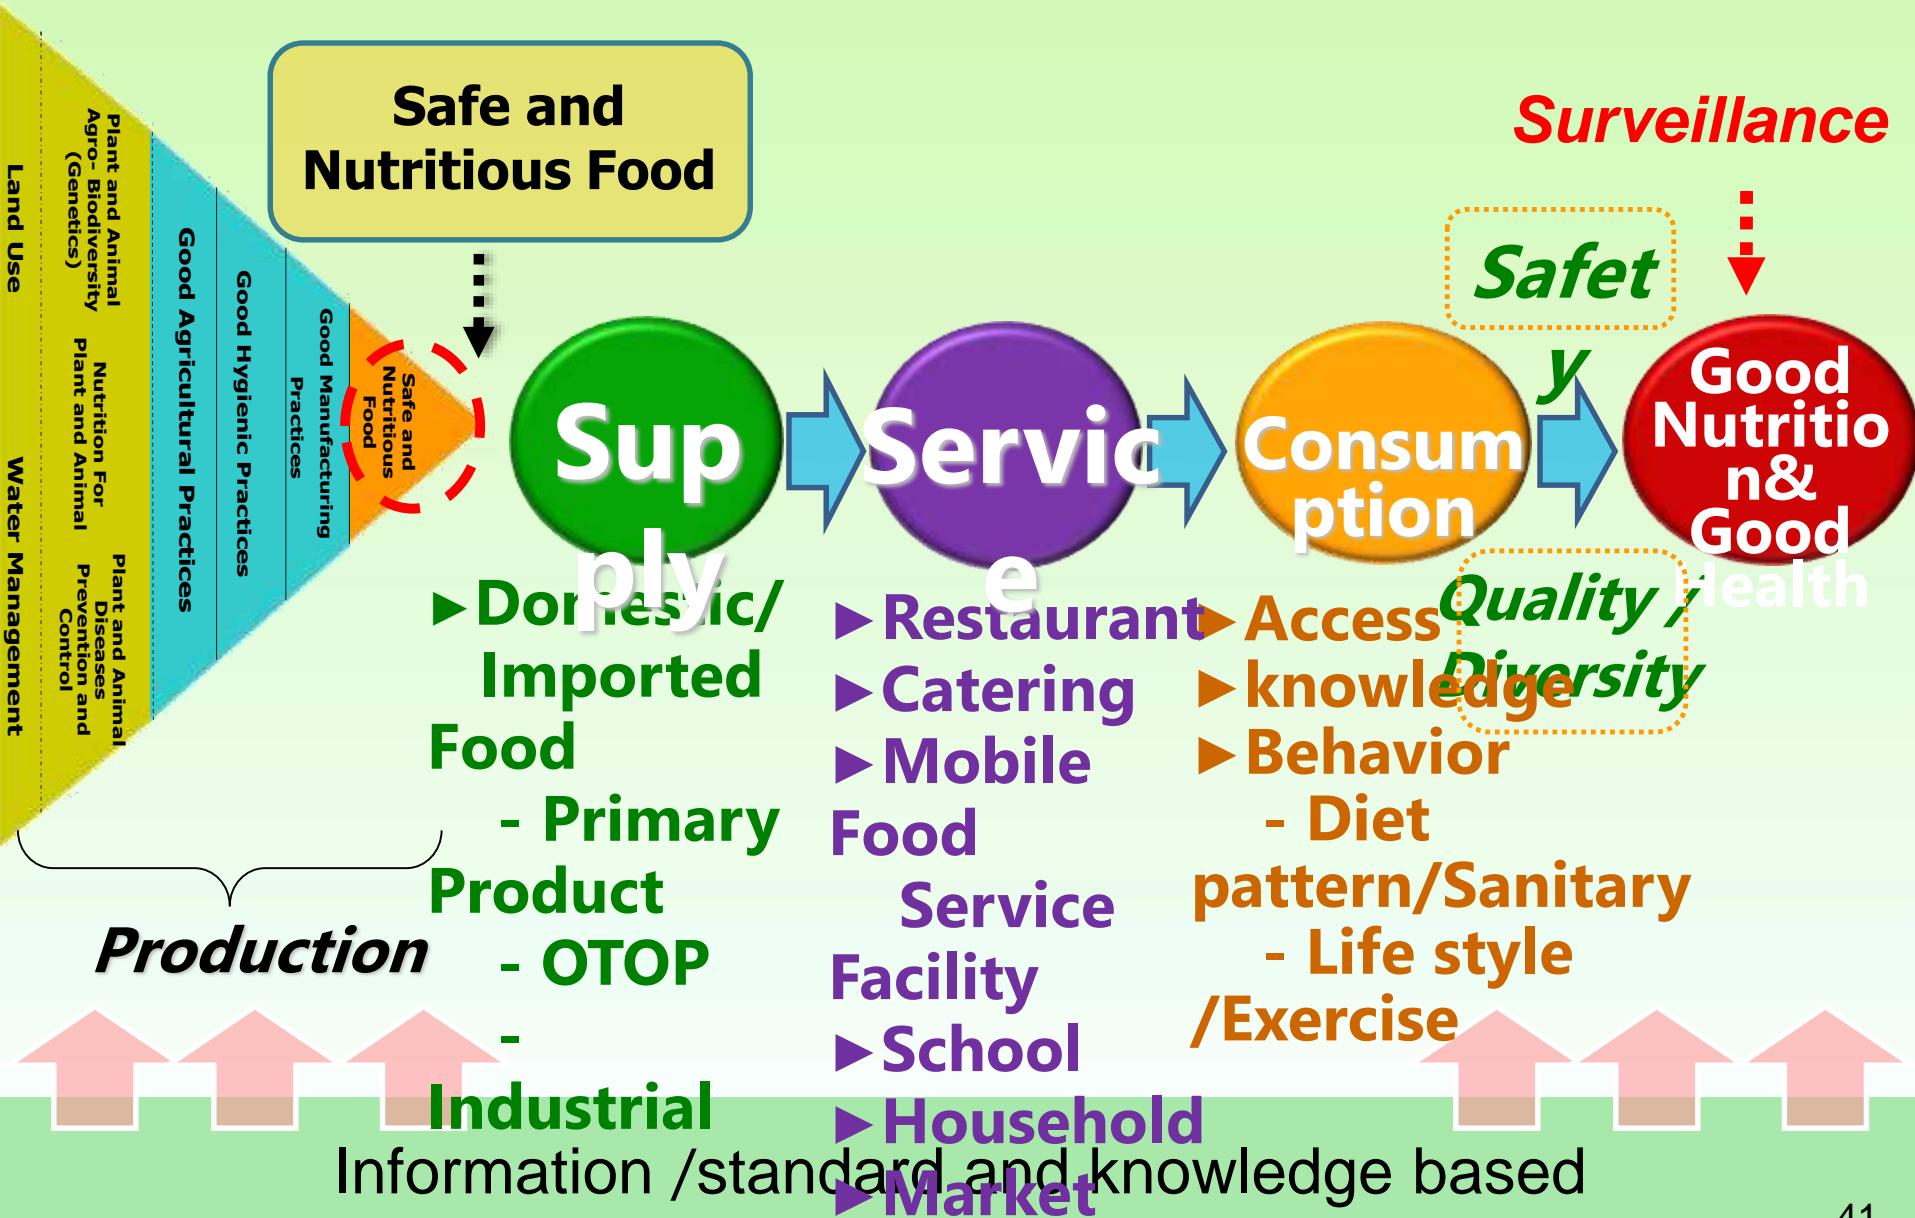 Safe and
Nutritious Food
Surveillance
Land Use
Water Management
Plant and Animal
Agro- Biodiversity
(Genetics)
Nutrition For
Plant and Animal
Plant and Animal
Diseases
Prevention and
Control
Good Agricultural Practices
Good Hygienic Practices
Good Manufacturing
Practices
Safe and
Nutritious
Food
Production
Sup
ply
►Domestic/
Imported
Food
- Primary
Product
- OTOP
-
Industrial
Servic
e
►Restaurant
►Catering
►Mobile
Food
Service
Facility
►School
►Household
►Market
Consum
ption
►Access
►knowledge
►Behavior
- Diet
pattern/Sanitary
- Life style
/Exercise
Safet
y
Quality /
Diversity
Good
Nutritio
n&
Good
Health
Information /standard and knowledge based
41